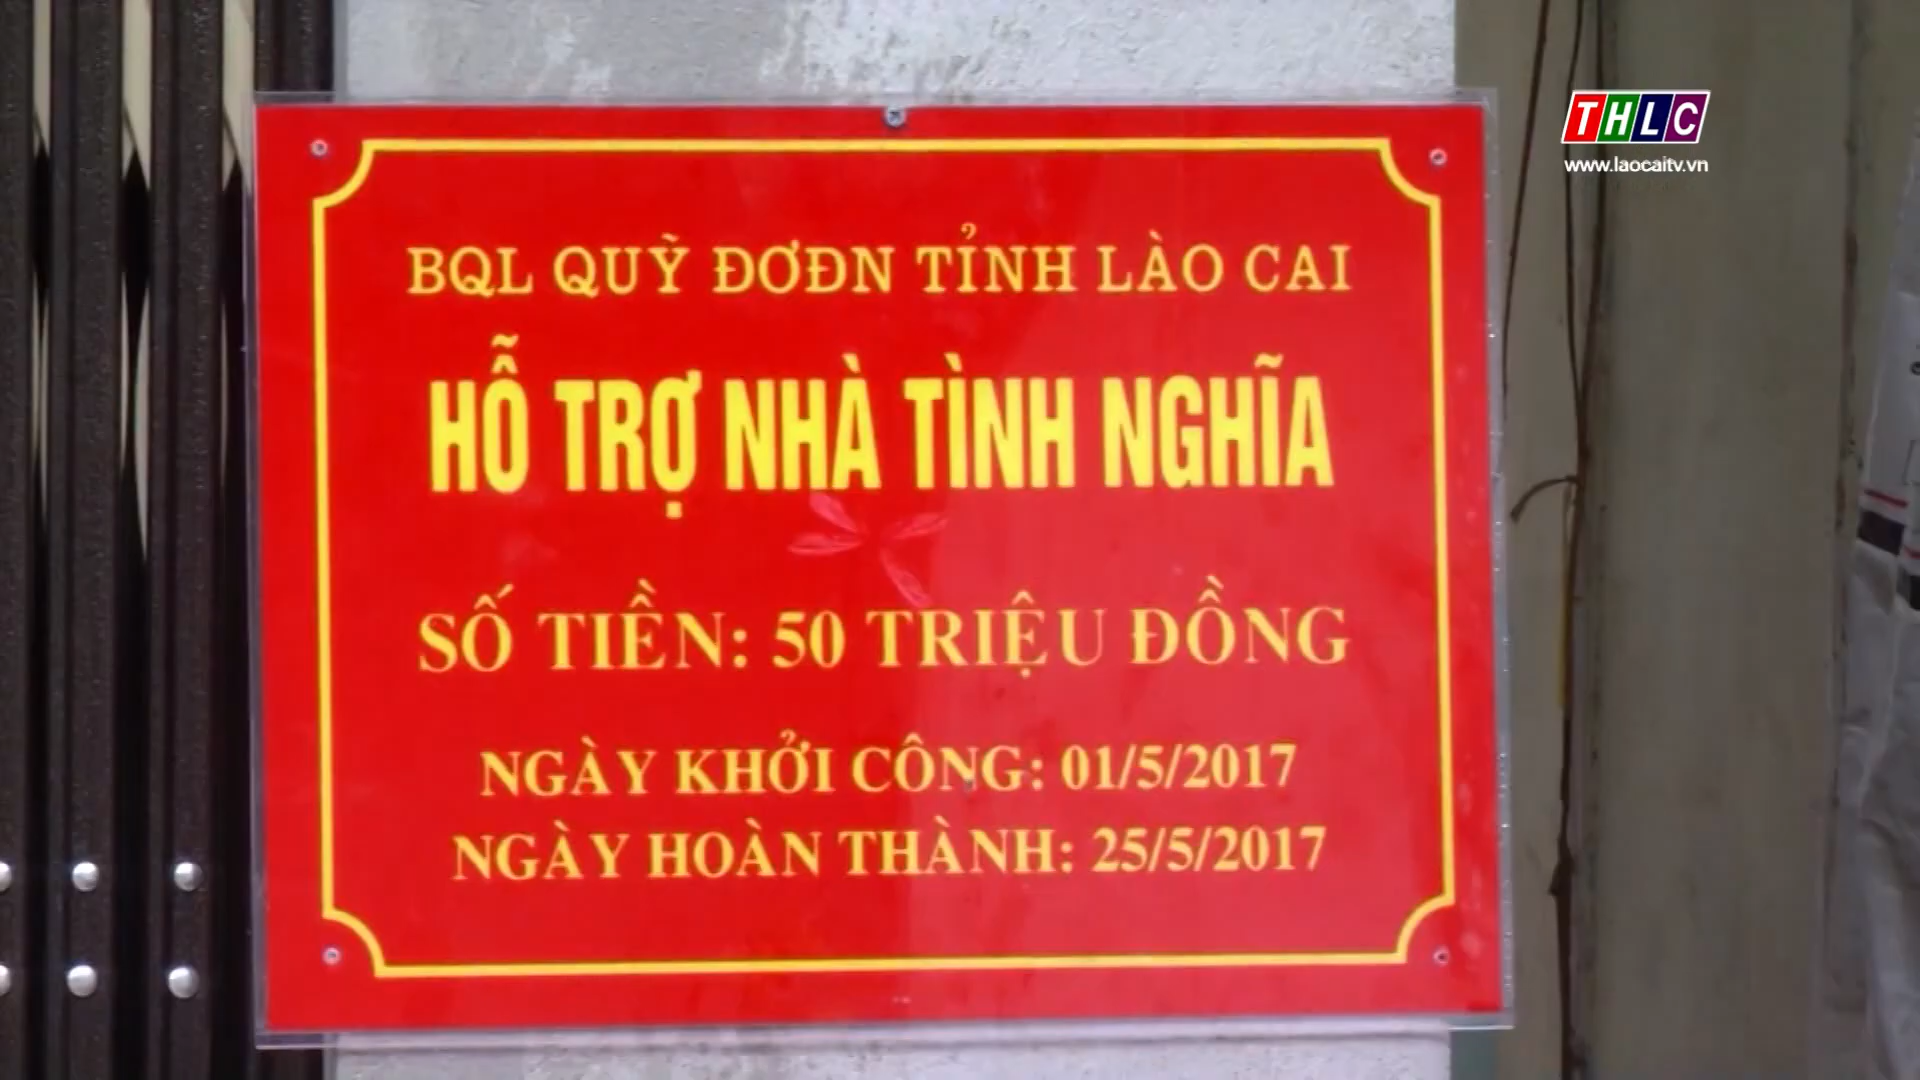 THLC
www.laocaitv.vn
BQL QUỸ ĐƠĐN TỈNH LÀO CAI
HỖ TRỢ NHÀ TÌNH NGHĨA
SỐ TIỀN: 50 TRIỆU ĐỒNG
NGÀY KHỞI CÔNG: 01/5/2017
NGÀY HOÀN THÀNH: 25/5/2017